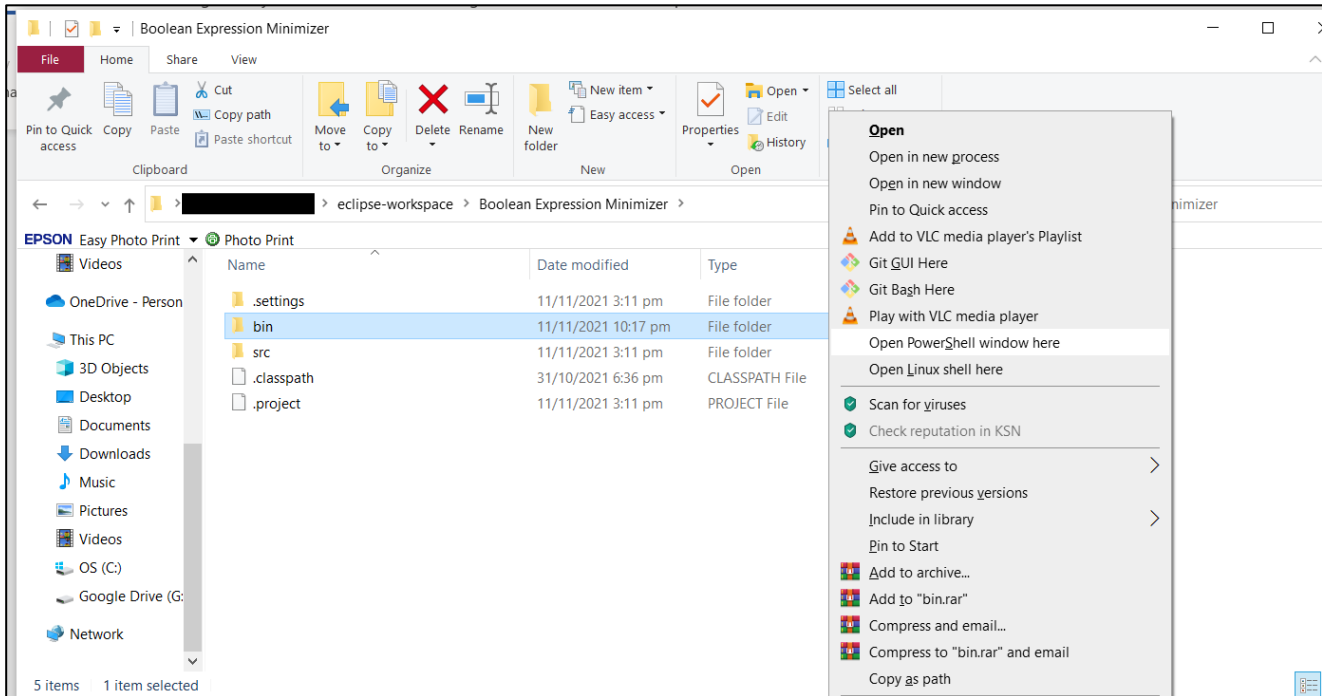 Boolean Expression Minimizer
File Home Share View
Pin to Quick access
Copy
Paste
Cut
Copy path
Paste shortcut
Clipboard
Move to
Copy to
Delete
Rename
Organize
New folder
New item
Easy access
New
Properties
Open
Edit
History
Open
Select all
eclipse-workspace > Boolean Expression Minimizer >
nimizer
EPSON Easy Photo Print Photo Print
Videos
OneDrive - Person
This PC
3D Objects
Desktop
Documents
Downloads
Music
Pictures
Videos
OS (C:)
Google Drive (G:
Network
Name Date modified Type
.settings 11/11/2021 3:11 pm File folder
bin 11/11/2021 10:17 pm File folder
src 11/11/2021 3:11 pm File folder
.classpath 31/10/2021 6:36 pm CLASSPATH File
.project 11/11/2021 3:11 pm PROJECT File
Open
Open in new process
Open in new window
Pin to Quick access
Add to VLC media player's Playlist
Git GUI Here
Git Bash Here
Play with VLC media player
Open PowerShell window here
Open Linux shell here
Scan for viruses
Check reputation in KSN
Give access to
Restore previous versions
Include in library
Pin to Start
Add to archive...
Add to "bin.rar"
Compress and email...
Compress to "bin.rar" and email
Copy as path
5 items 1 item selected